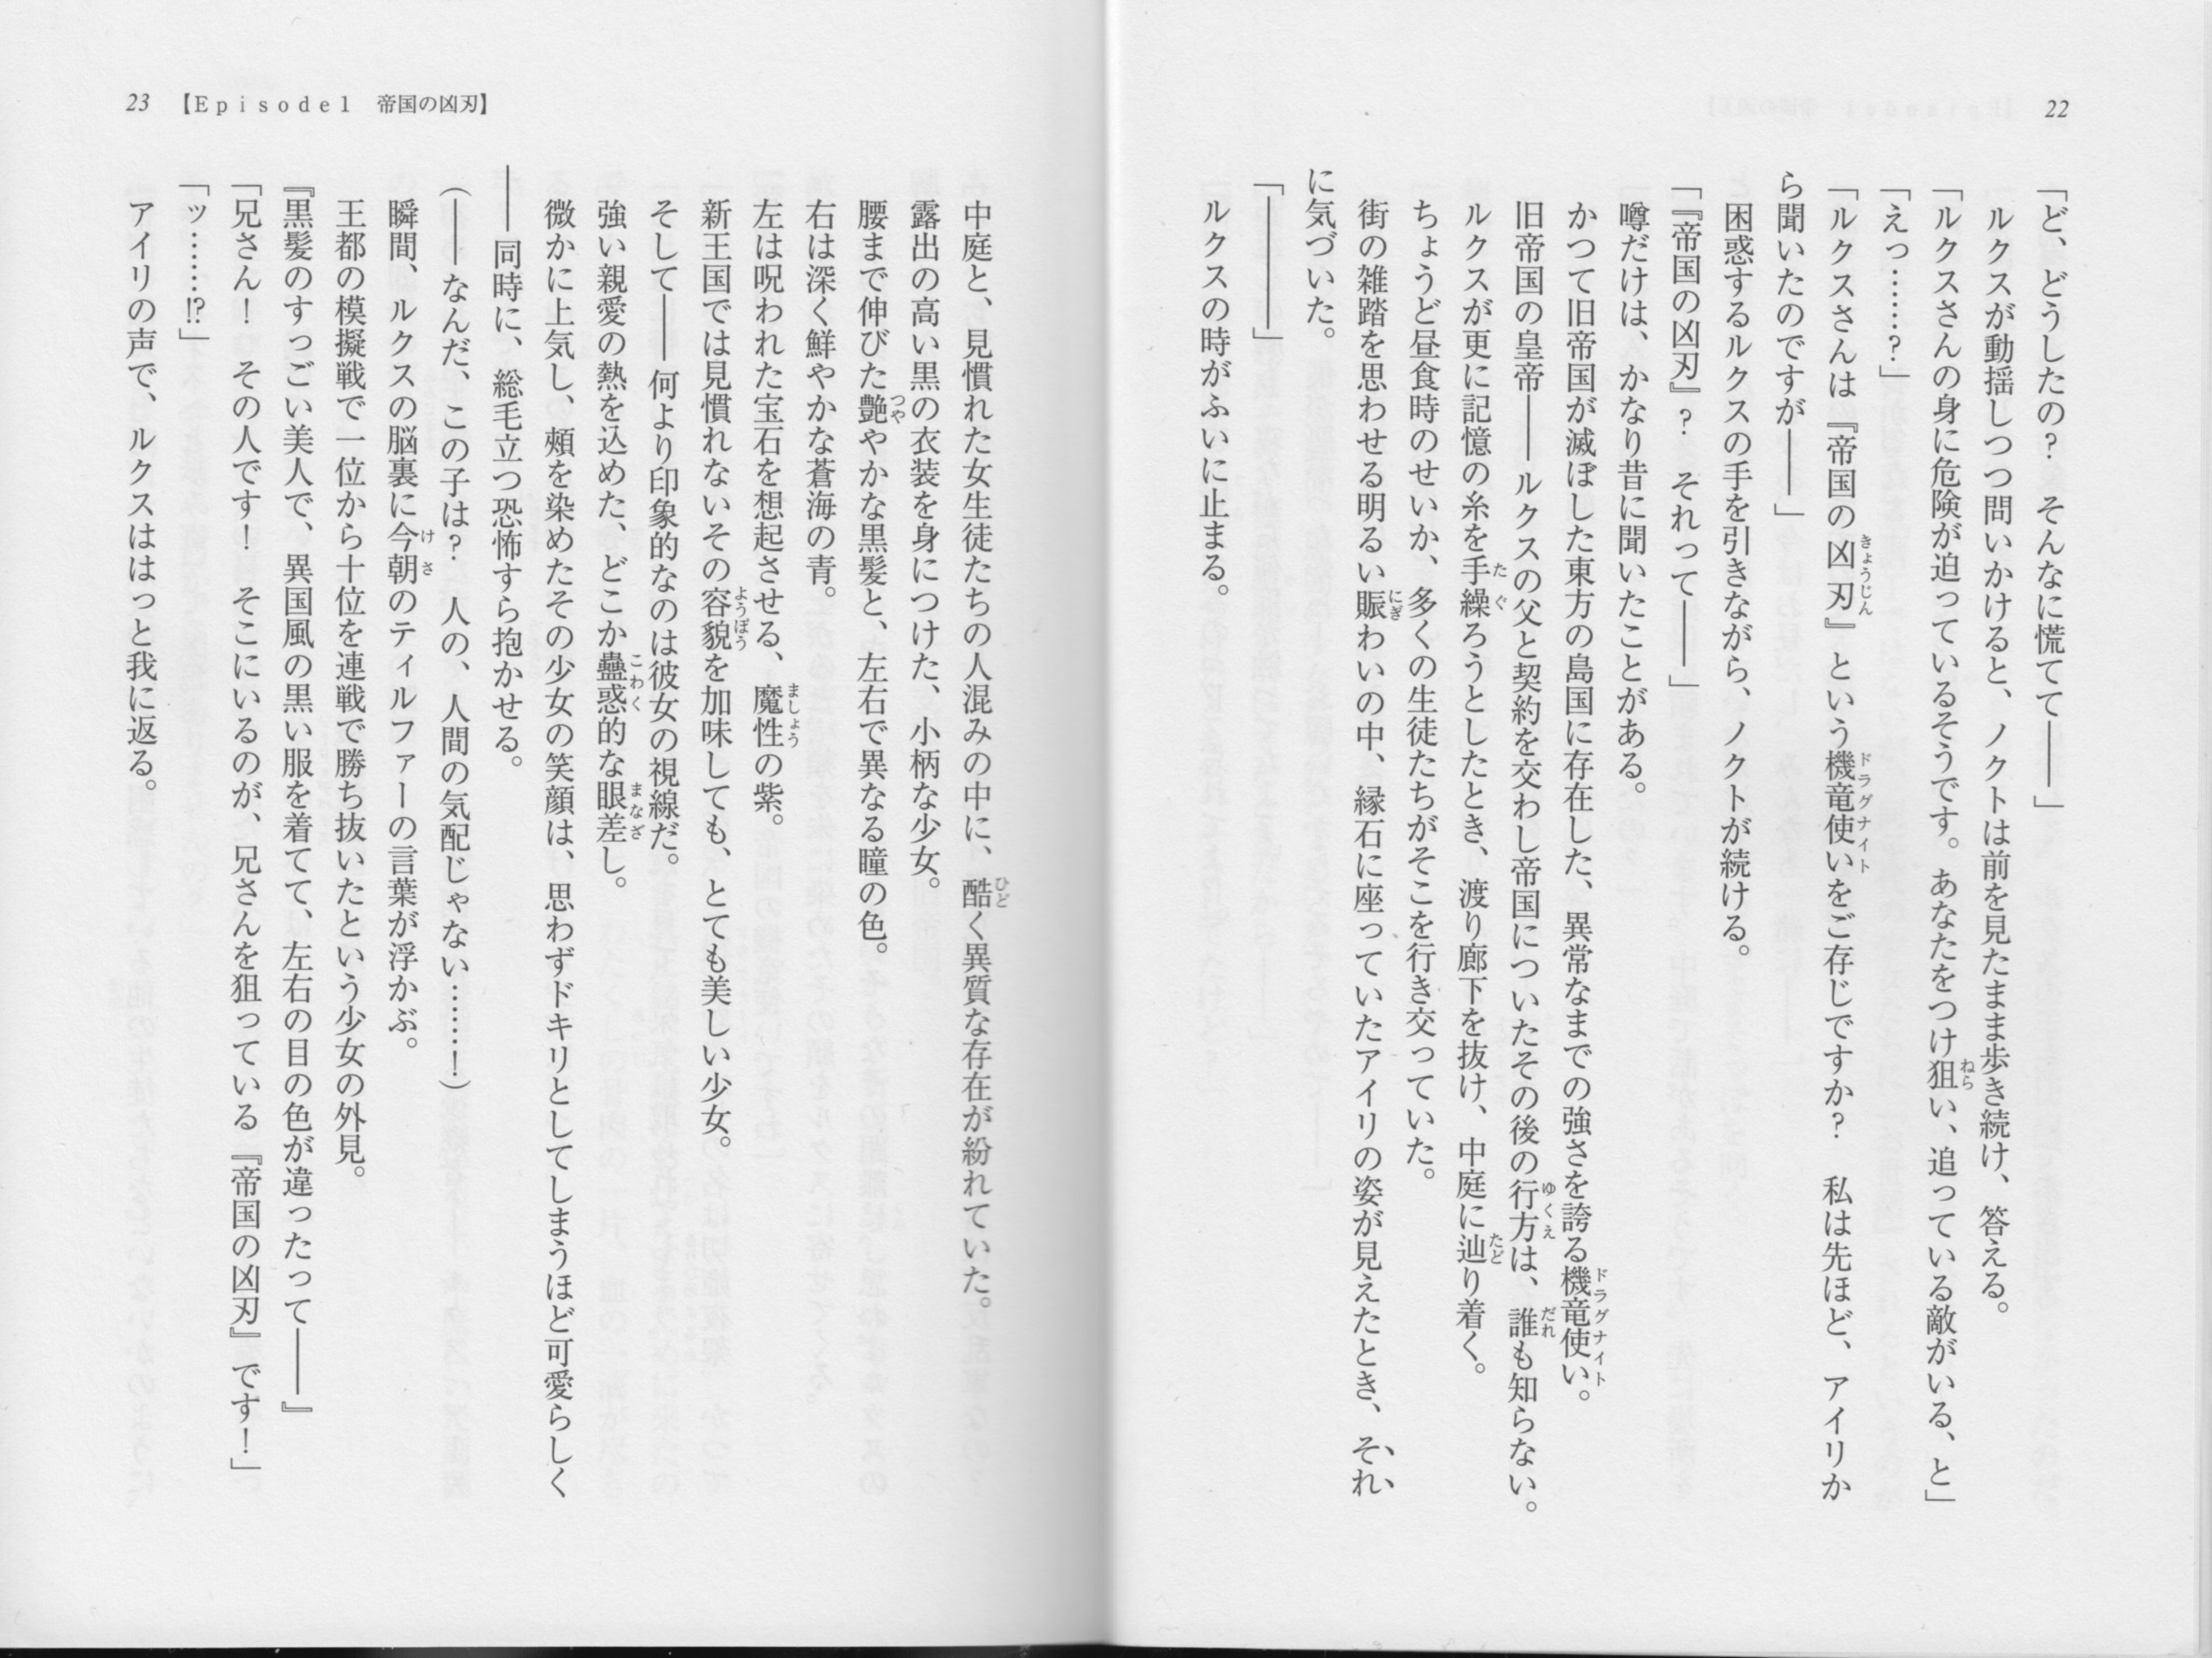 22
「ど、どうしたの？　そんなに慌てて――」
ルクスが動揺しつつ問いかけると、ノクトは前を見たまま歩き続け、答える。
「ルクスさんの身に危険が迫っているそうです。あなたをつけ狙い、追っている敵がいる、と」
「えっ……？」
「ルクスさんは『帝国の凶刃』という機竜使いをご存じですか？　私は先ほど、アイリか
ら聞いたのですが――」
困惑するルクスの手を引きながら、ノクトが続ける。
「『帝国の凶刃』？　それって――」
噂だけは、かなり昔に聞いたことがある。
かつて旧帝国が滅ぼした東方の島国に存在した、異常なまでの強さを誇る機竜使い。
旧帝国の皇帝――ルクスの父と契約を交わし帝国についたその後の行方は、誰も知らない。
ルクスが更に記憶の糸を手繰ろうとしたとき、渡り廊下を抜け、中庭に辿り着く。
ちょうど昼食時のせいか、多くの生徒たちがそこを行き交っていた。
街の雑踏を思わせる明るい賑わいの中、縁石に座っていたアイリの姿が見えたとき、それ
に気づいた。
「――――」
ルクスの時がふいに止まる。
23 【Episode1　帝国の凶刃】
中庭と、見慣れた女生徒たちの人混みの中に、酷く異質な存在が紛れていた。
露出の高い黒の衣装を身につけた、小柄な少女。
腰まで伸びた艶やかな黒髪と、左右で異なる瞳の色。
右は深く鮮やかな蒼海の青。
左は呪われた宝石を想起させる、魔性の紫。
新王国では見慣れないその容貌を加味しても、とても美しい少女。
そして――何より印象的なのは彼女の視線だ。
強い親愛の熱を込めた、どこか蠱惑的な眼差し。
微かに上気し、頬を染めたその少女の笑顔は、思わずドキリとしてしまうほど可愛らしく
――同時に、総毛立つ恐怖すら抱かせる。
（――なんだ、この子は？　人の、人間の気配じゃない……！）
瞬間、ルクスの脳裏に今朝のティルファーの言葉が浮かぶ。
王都の模擬戦で一位から十位を連戦で勝ち抜いたという少女の外見。
『黒髪のすっごい美人で、異国風の黒い服を着てて、左右の目の色が違ったって――』
「兄さん！　その人です！　そこにいるのが、兄さんを狙っている『帝国の凶刃』です！」
「ッ……!?」
アイリの声で、ルクスははっと我に返る。